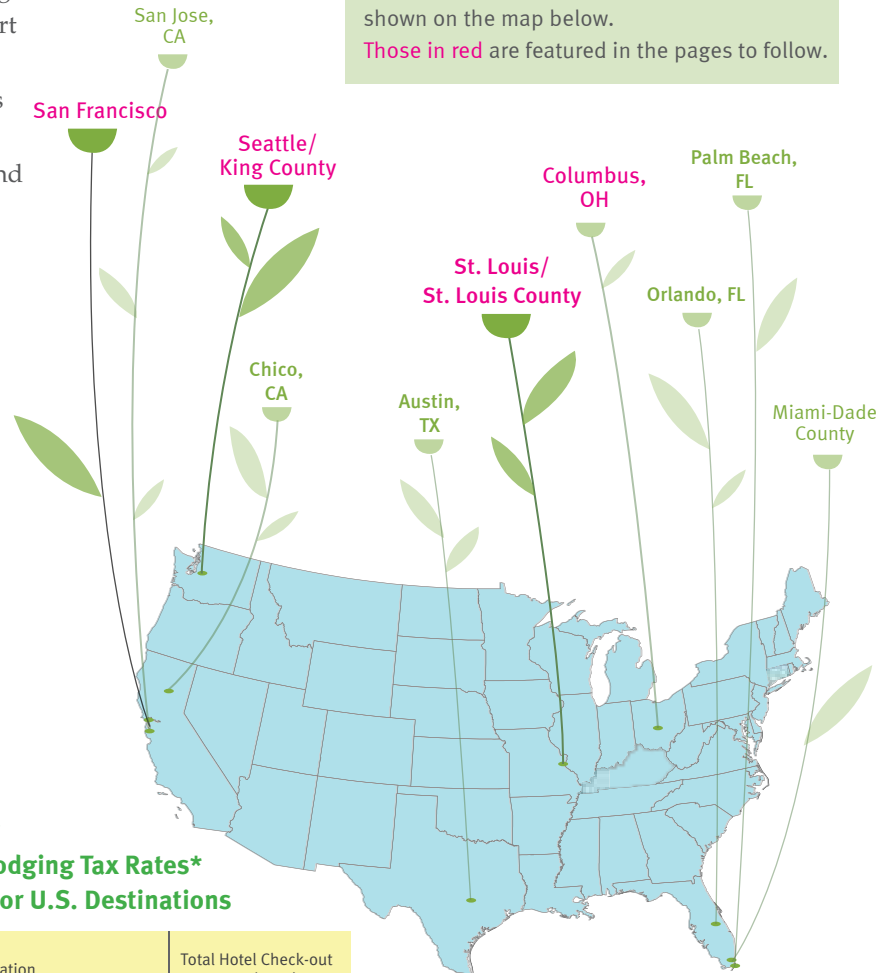 shown on the map below.
Those in red are featured in the pages to follow.
San Jose,
CA
San Francisco
Seattle/
King County
Columbus,
OH
Palm Beach,
FL
St. Louis/
St. Louis County
Orlando, FL
Chico,
CA
Austin,
TX
Miami-Dade
County
Tax Rates*
U.S. Destinations
Total Hotel Check-out